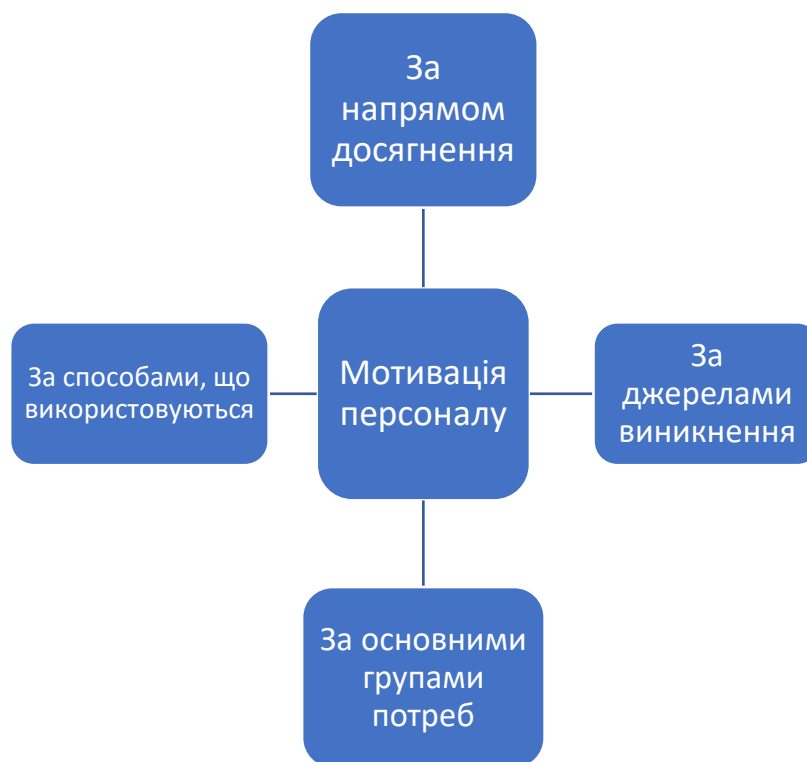 За
напрямом
досягнення
За способами, що
використовуються
Мотивація
персоналу
За
джерелами
виникнення
За основними
групами
потреб